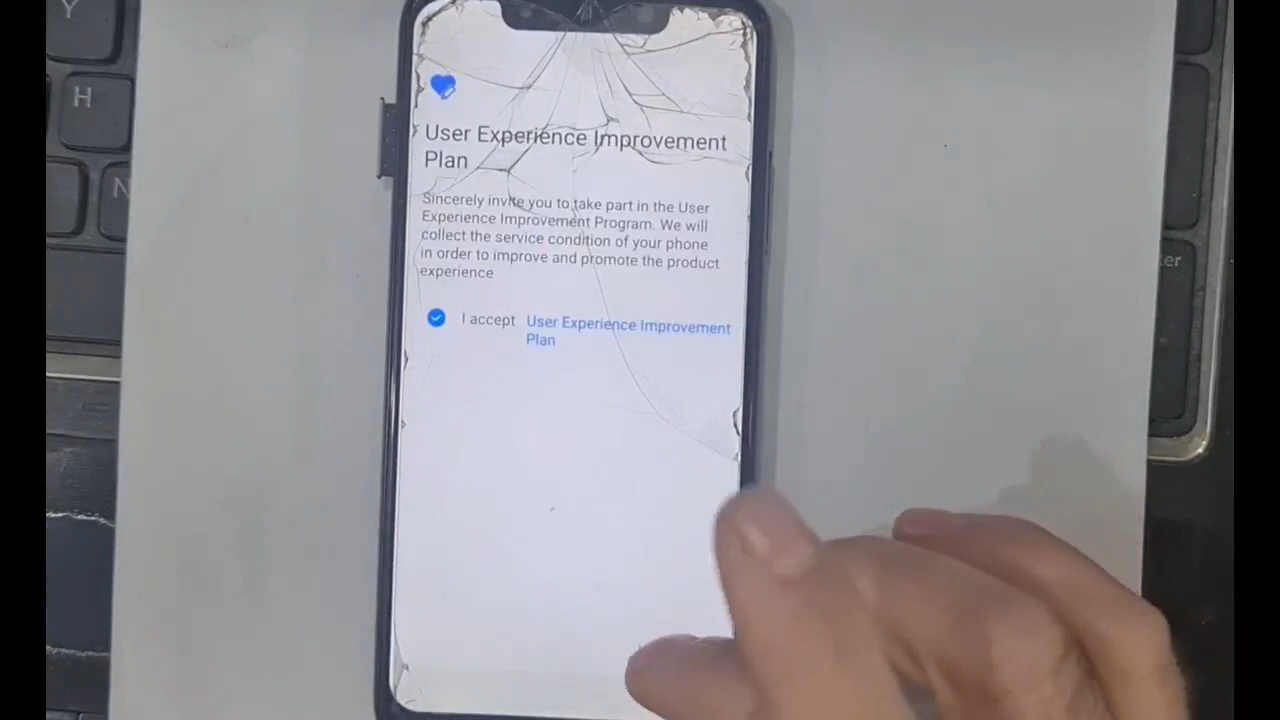 Y
H
N
User Experience Improvement
Plan
Sincerely invite you to take part in the User
Experience Improvement Program. We will
collect the service condition of your phone
in order to improve and promote the product
experience
I accept User Experience Improvement
Plan
er